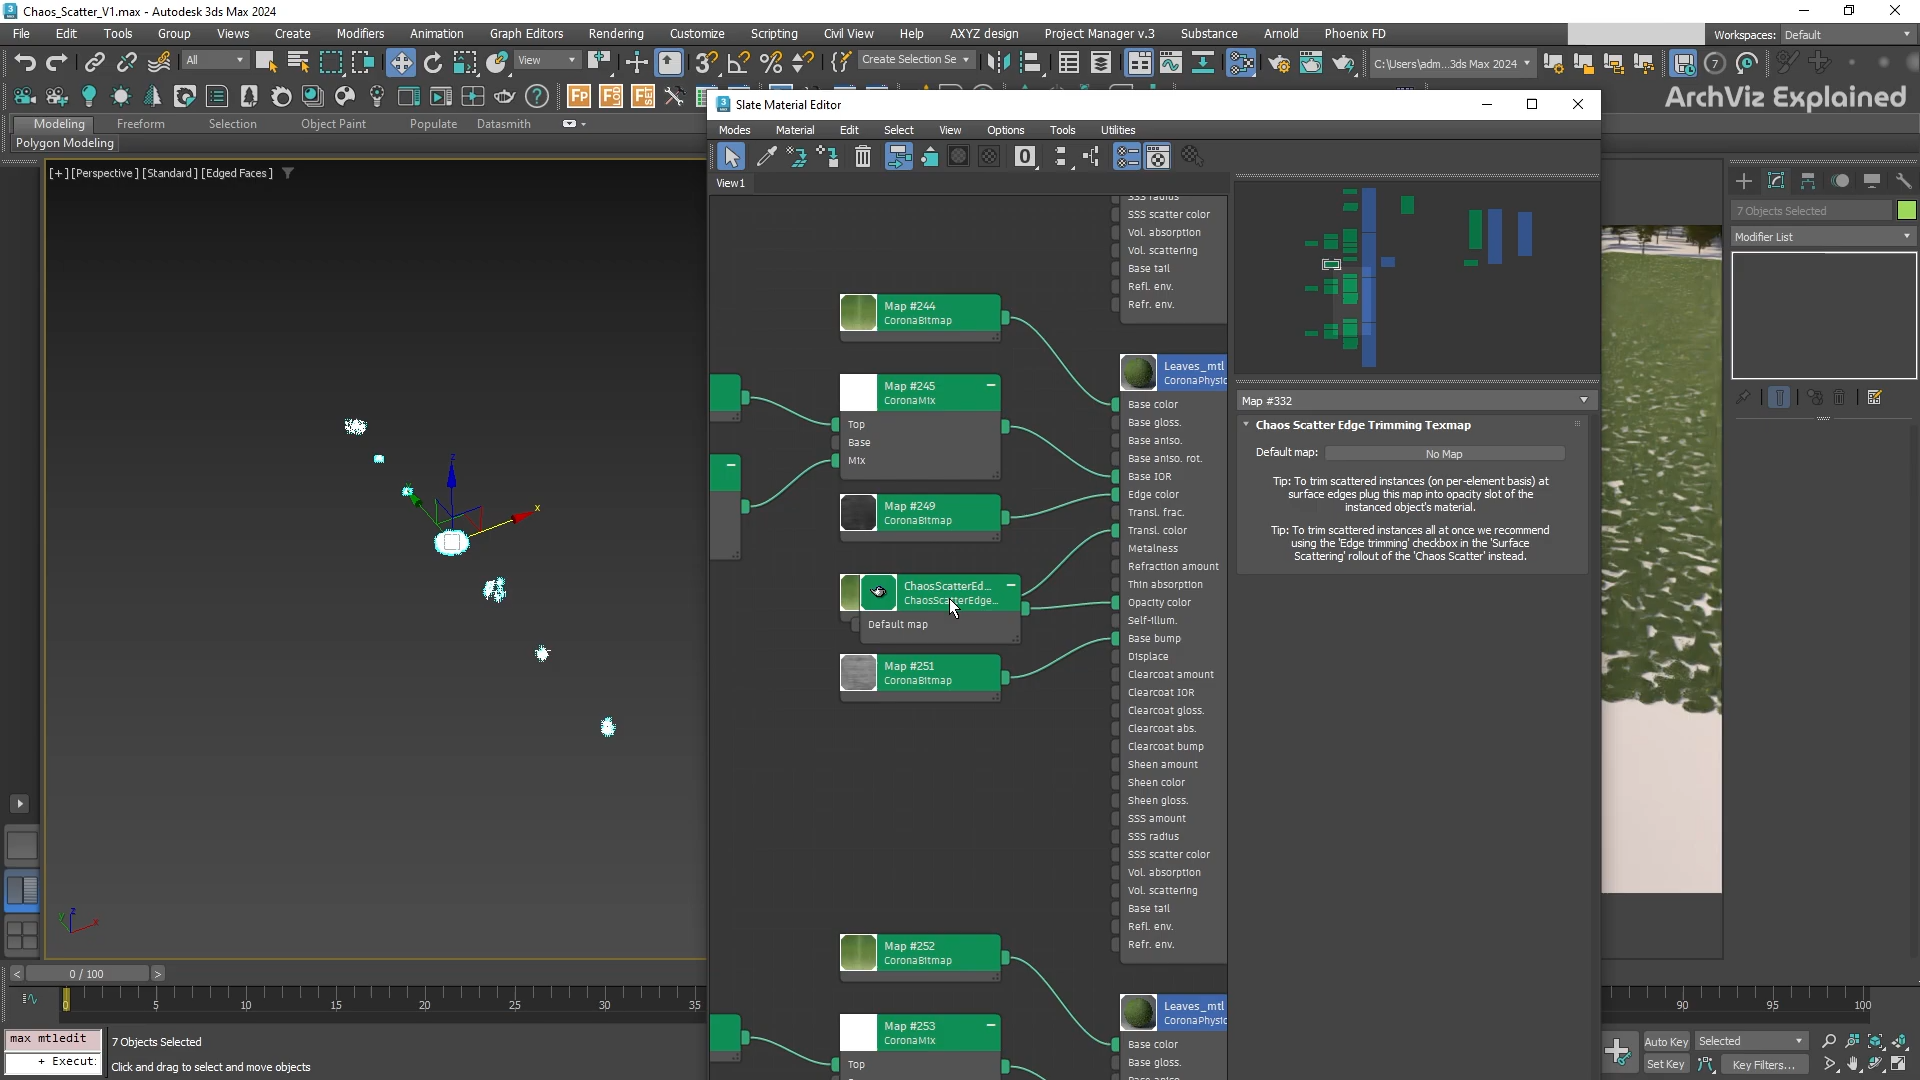 Chaos_Scatter_V1.max - Autodesk 3ds Max 2024
File Edit Tools Group Views Create Modifiers Animation Graph Editors Rendering Customize Scripting Civil View Help AXYZ design Project Manager v.3 Substance Arnold Phoenix FD
Workspaces: Default
All
View
Create Selection Se
C:\Users\adm...3ds Max 2024
7
FP
ArchViz Explained
Modeling Freeform Selection Object Paint Populate Datasmith
Polygon Modeling
[+] [Perspective] [Standard] [Edged Faces]
Slate Material Editor
Modes Material Edit Select View Options Tools Utilities
View1
SSS radius
SSS scatter color
Vol. absorption
Vol. scattering
Base tail
Refl. env.
Refr. env.
Map #244
CoronaBitmap
Map #245
CoronaMix
Top
Base
Mix
Map #249
CoronaBitmap
ChaosScatterEd...
ChaosScatterEdge...
Default map
Map #251
CoronaBitmap
Map #252
CoronaBitmap
Map #253
CoronaMix
Top
Leaves_mtl
CoronaPhysic
Base color
Base gloss.
Base aniso.
Base aniso. rot.
Base IOR
Edge color
Transl. frac.
Transl. color
Metalness
Refraction amount
Thin absorption
Opacity color
Self-illum.
Base bump
Displace
Clearcoat amount
Clearcoat IOR
Clearcoat gloss.
Clearcoat abs.
Clearcoat bump
Sheen amount
Sheen color
Sheen gloss.
SSS amount
SSS radius
SSS scatter color
Vol. absorption
Vol. scattering
Base tail
Refl. env.
Refr. env.
Leaves_mtl
CoronaPhysic
Base color
Base gloss.
Map #332
Chaos Scatter Edge Trimming Texmap
Default map: No Map
Tip: To trim scattered instances (on per-element basis) at
surface edges plug this map into opacity slot of the
instanced object's material.
Tip: To trim scattered instances all at once we recommend
using the 'Edge trimming' checkbox in the 'Surface
Scattering' rollout of the 'Chaos Scatter' instead.
7 Objects Selected
Modifier List
z
x
z
y
x
0 / 100
0 5 10 15 20 25 30 35 90 95 100
max mtledit
+ Execut:
7 Objects Selected
Click and drag to select and move objects
Auto Key Selected
Set Key Key Filters...